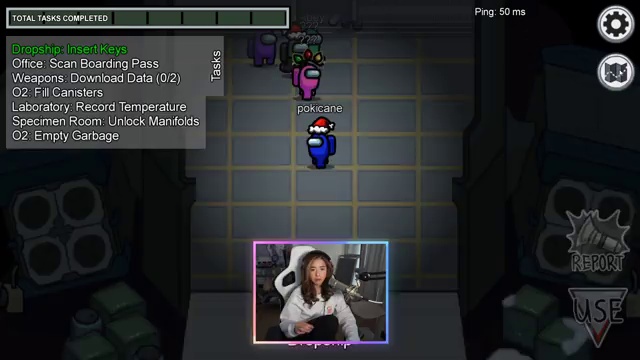 TOTAL TASKS COMPLETED
Ping: 50 ms
Dropship: Insert Keys
Office: Scan Boarding Pass
Weapons: Download Data (0/2)
O2: Fill Canisters
Laboratory: Record Temperature
Specimen Room: Unlock Manifolds
O2: Empty Garbage
Tasks
pokicane
REPORT
USE
Dropship